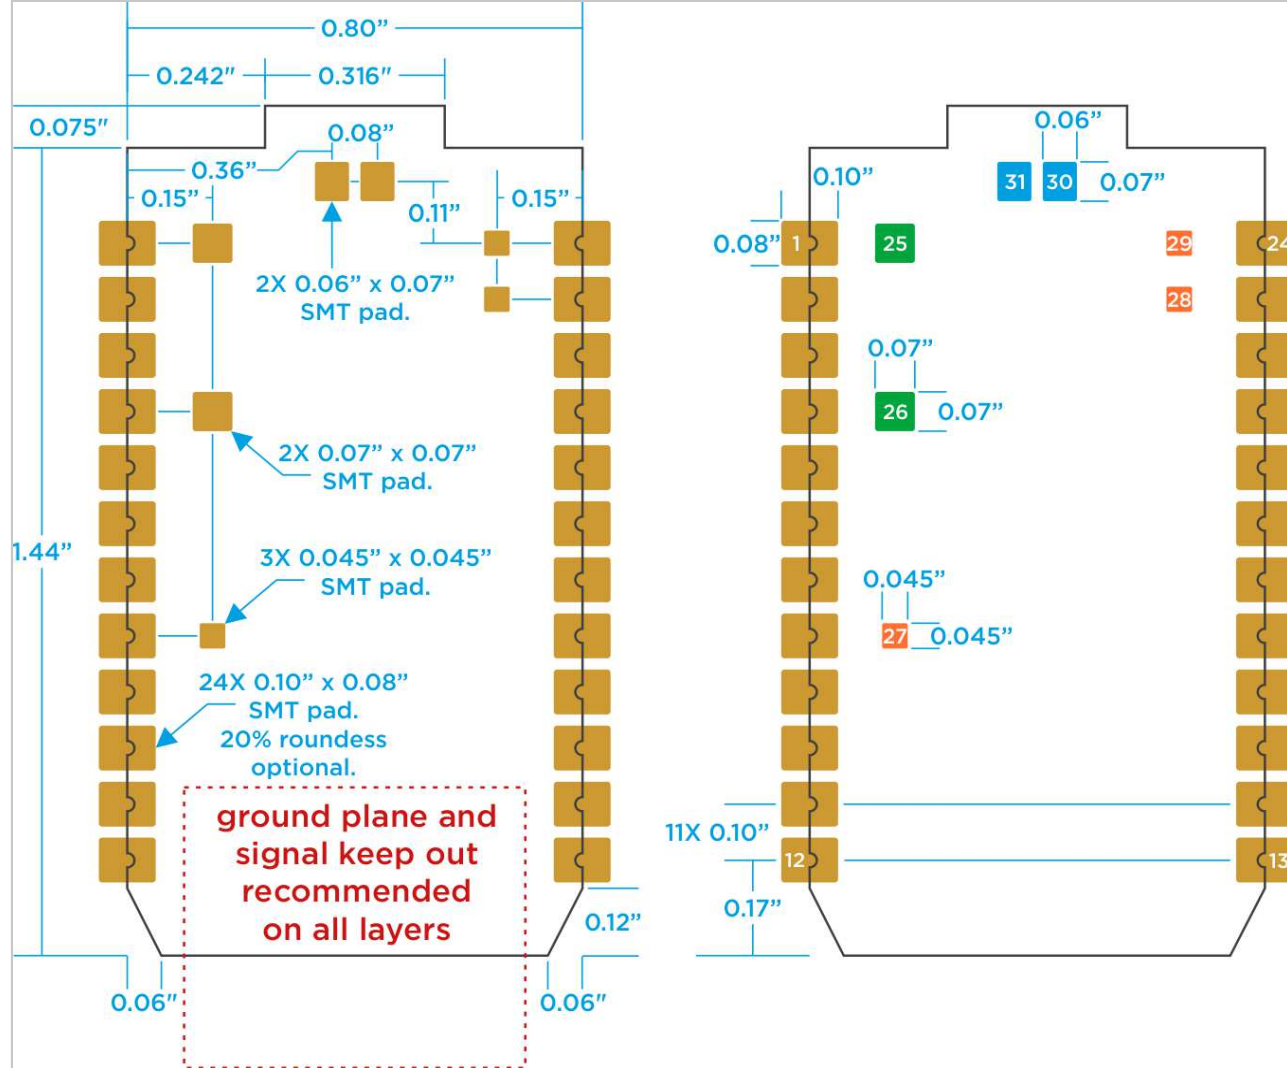 0.80”
0.242" 0.316”
0.075" 0.08” 0.06”
0.36” 31 30 0.07”
0.15” 0.11” 0.15” 0.10”
0.08” 1 25 29 24
2X 0.06” x 0.07”
SMT pad.
28
0.07”
26 0.07”
2X 0.07” x 0.07”
SMT pad.
1.44”
3X 0.045” x 0.045”
SMT pad.
0.045”
27 0.045”
24X 0.10” x 0.08”
SMT pad.
20% roundess
optional.
ground plane and
signal keep out
recommended
on all layers
11X 0.10”
12 13
0.17”
0.12”
0.06" 0.06"